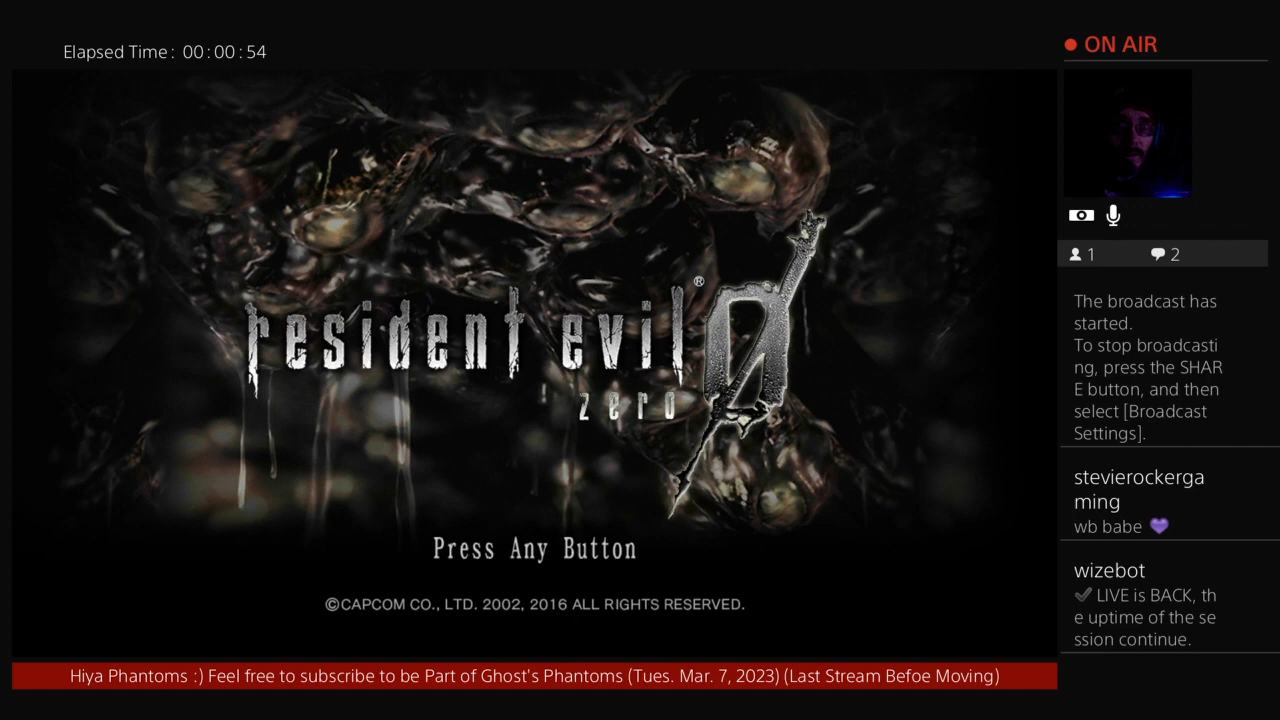 Elapsed Time: 00:00:54
ON AIR
resident evil® 0
zero
Press Any Button
©CAPCOM CO., LTD. 2002, 2016 ALL RIGHTS RESERVED.
Hiya Phantoms :) Feel free to subscribe to be Part of Ghost's Phantoms (Tues. Mar. 7, 2023) (Last Stream Befoe Moving)
1 2
The broadcast has
started.
To stop broadcasti
ng, press the SHAR
E button, and then
select [Broadcast
Settings].
stevierockerga
ming
wb babe 💜
wizebot
✔ LIVE is BACK, th
e uptime of the se
ssion continue.